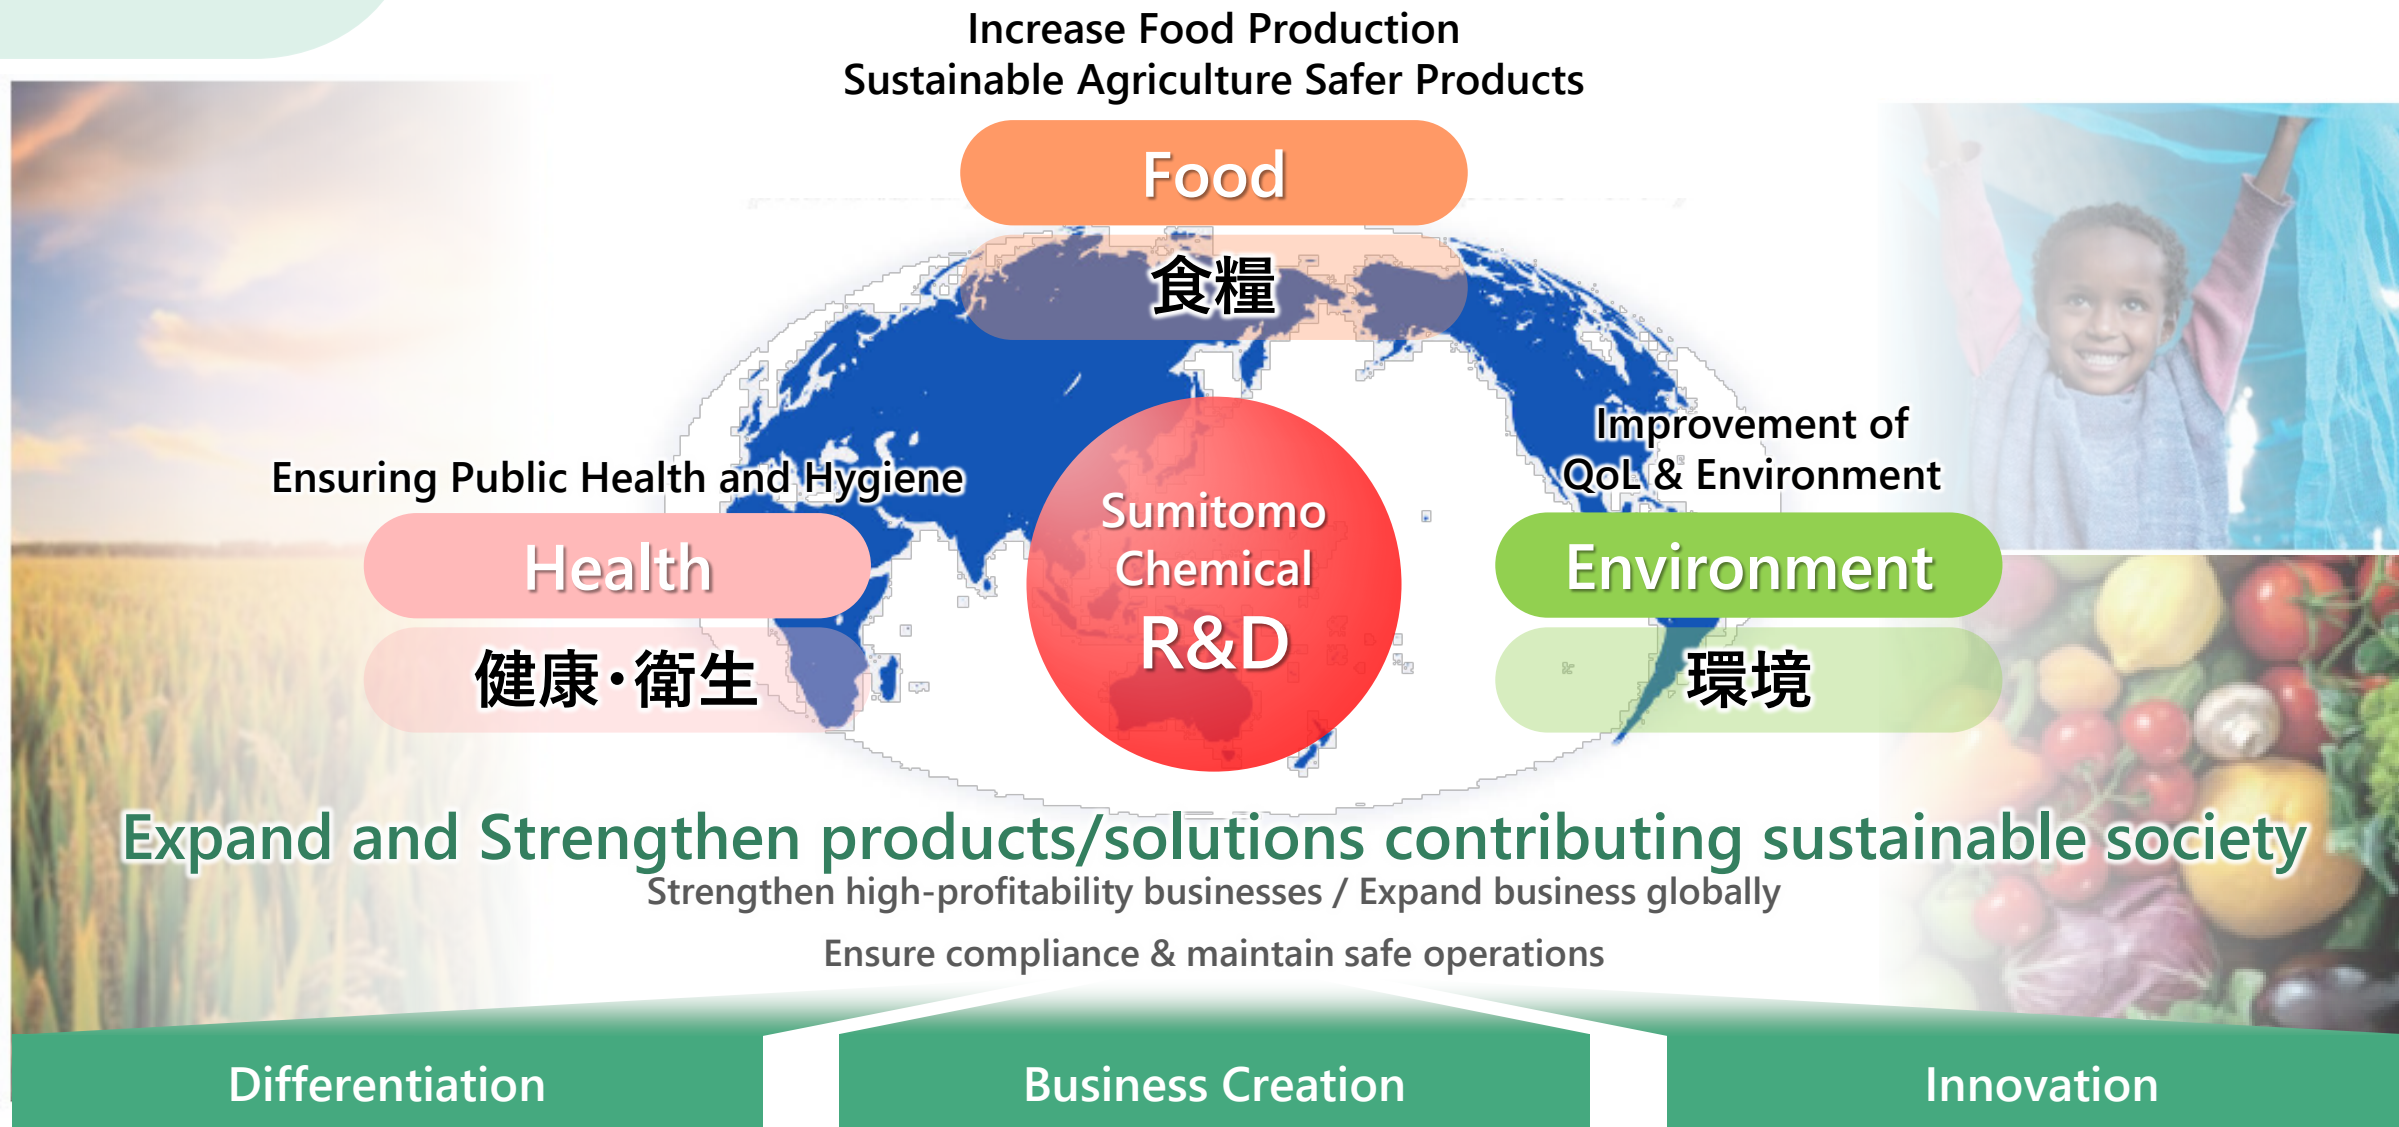 Increase Food Production
Sustainable Agriculture Safer Products
Food
食糧
Ensuring Public Health and Hygiene
Health
健康･衛生
Sumitomo
Chemical
R&D
Improvement of
QoL & Environment
Environment
環境
Expand and Strengthen products/solutions contributing sustainable society
Strengthen high-profitability businesses / Expand business globally
Ensure compliance & maintain safe operations
Differentiation
Business Creation
Innovation